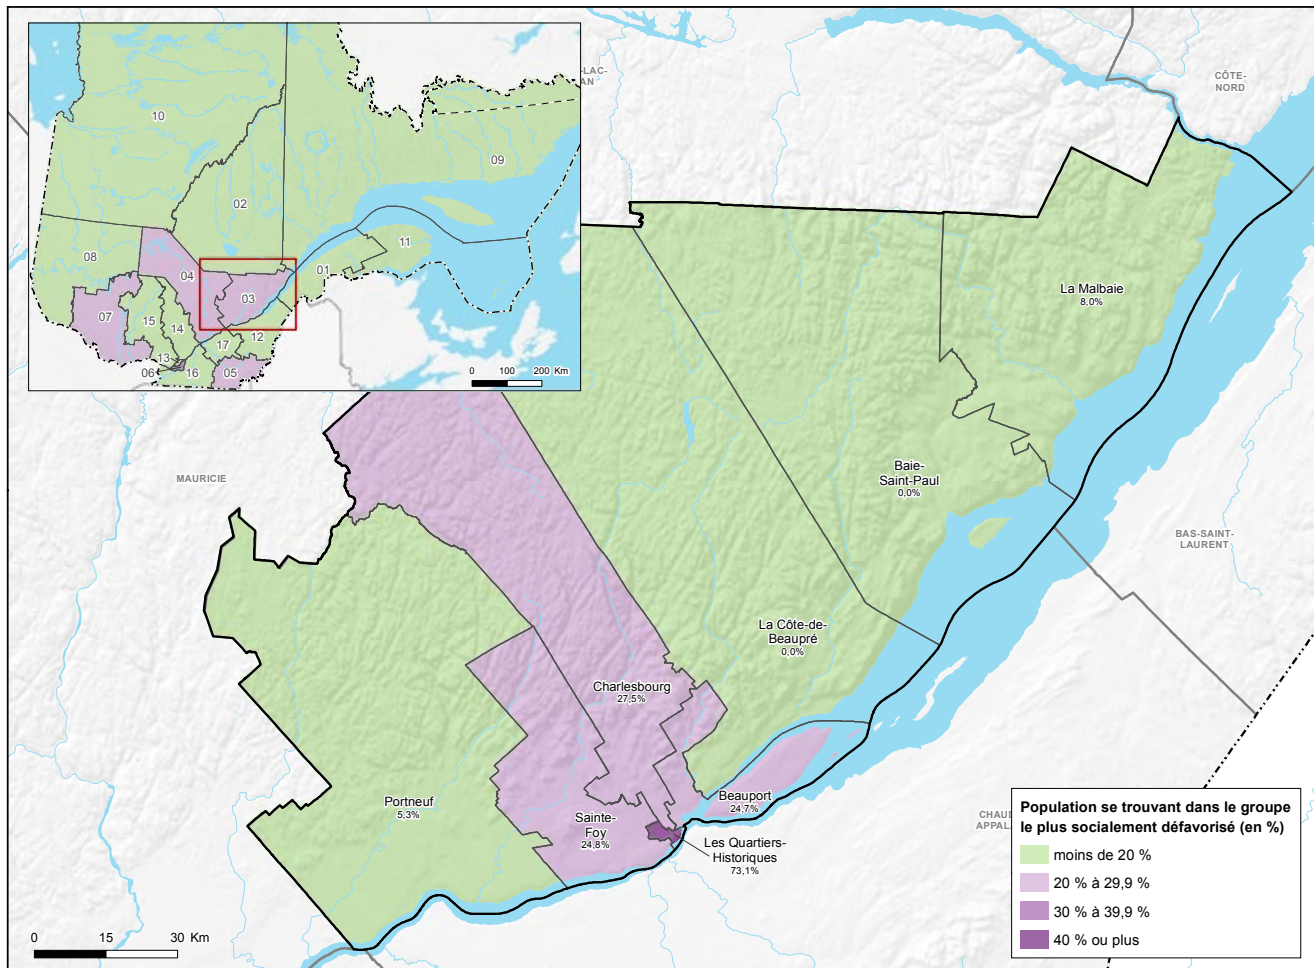 10
09
02
11
08
01
04
03
07
15
14
12
17
13
06
16
05
0 100 200 Km
-LAC-
AN
CÔTE-
NORD
La Malbaie
8,0%
MAURICIE
Baie-
Saint-Paul
0,0%
BAS-SAINT-
LAURENT
La Côte-de-
Beaupré
0,0%
Charlesbourg
27,5%
Portneuf
5,3%
Beauport
24,7%
Sainte-
Foy
24,8%
Les Quartiers-
Historiques
73,1%
CHAUD
APPAL
Population se trouvant dans le groupe
le plus socialement défavorisé (en %)
moins de 20 %
20 % à 29,9 %
30 % à 39,9 %
40 % ou plus
0 15 30 Km